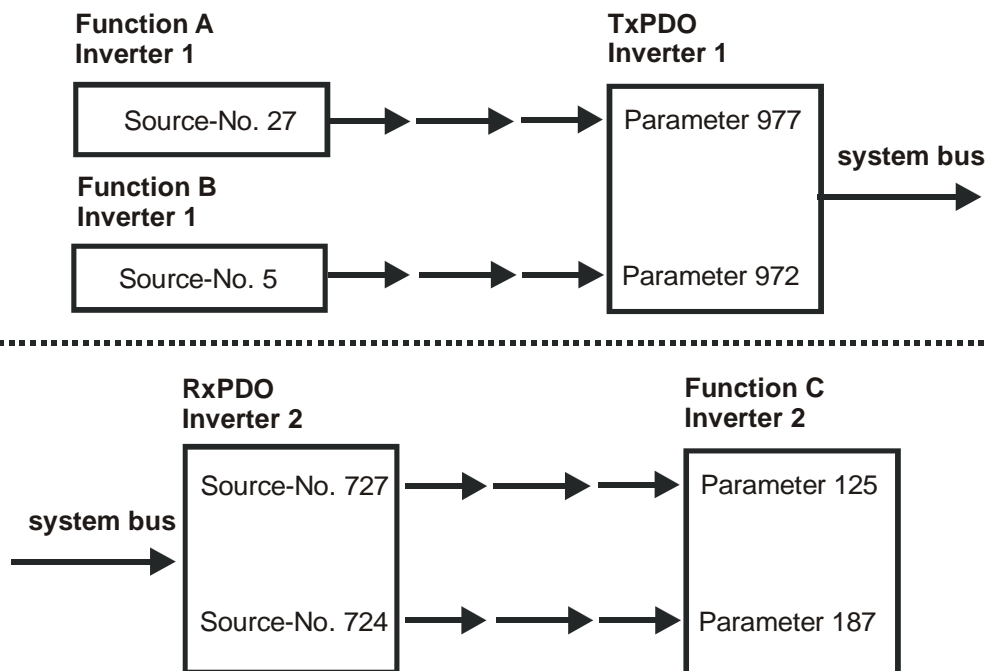 Function A
Inverter 1
Source-No. 27
Function B
Inverter 1
Source-No. 5
TxPDO
Inverter 1
Parameter 977
Parameter 972
system bus
RxPDO
Inverter 2
system bus
Source-No. 727
Source-No. 724
Function C
Inverter 2
Parameter 125
Parameter 187